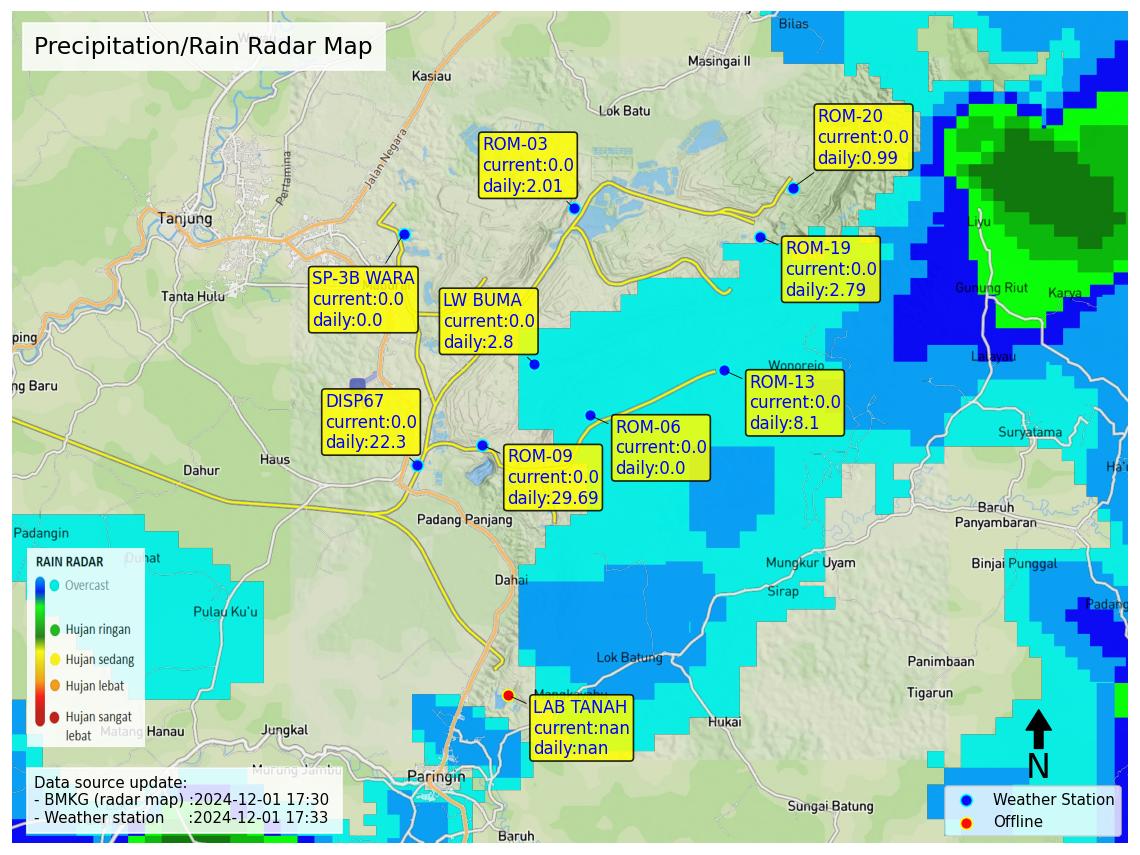 Precipitation/Rain Radar Map
Bilas
Masingai II
Kasiau
Lok Batu
Jalan Negara
Pertamina
Tanjung
Tanta Hulu
ping
ng Baru
ROM-03
current:0.0
daily:2.01
ROM-20
current:0.0
daily:0.99
ROM-19
current:0.0
daily:2.79
SP-3B WARA
current:0.0
daily:0.0
LW BUMA
current:0.0
daily:2.8
Liyu
Gunung Riut
Karya
Lalayau
Wonorejo
ROM-13
current:0.0
daily:8.1
DISP67
current:0.0
daily:22.3
ROM-06
current:0.0
daily:0.0
ROM-09
current:0.0
daily:29.69
Suryatama
Ha'u
Dahur
Haus
Padang Panjang
Baruh
Panyambaran
Padangin
Duhat
Mungkur Uyam
Binjai Punggal
Dahai
Sirap
Padang
Pulau Ku'u
Lok Batung
Panimbaan
Tigarun
Mangkayahu
LAB TANAH
current:nan
daily:nan
Hukai
RAIN RADAR
Overcast
Hujan ringan
Hujan sedang
Hujan lebat
Hujan sangat
lebat
Matang Hanau
Jungkal
Murung Jambu
Paringin
Baruh
Sungai Batung
N
Data source update:
- BMKG (radar map) :2024-12-01 17:30
- Weather station :2024-12-01 17:33
Weather Station
Offline